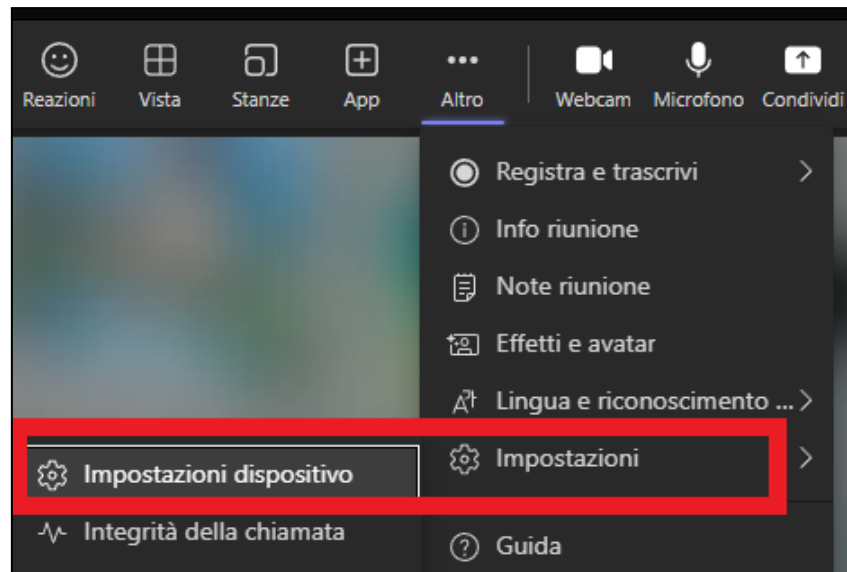 Reazioni
Vista
Stanze
App
Altro
Webcam
Microfono
Condividi
Registra e trascrivi
Info riunione
Note riunione
Effetti e avatar
Lingua e riconoscimento ...
Impostazioni
Guida
Impostazioni dispositivo
Integrità della chiamata